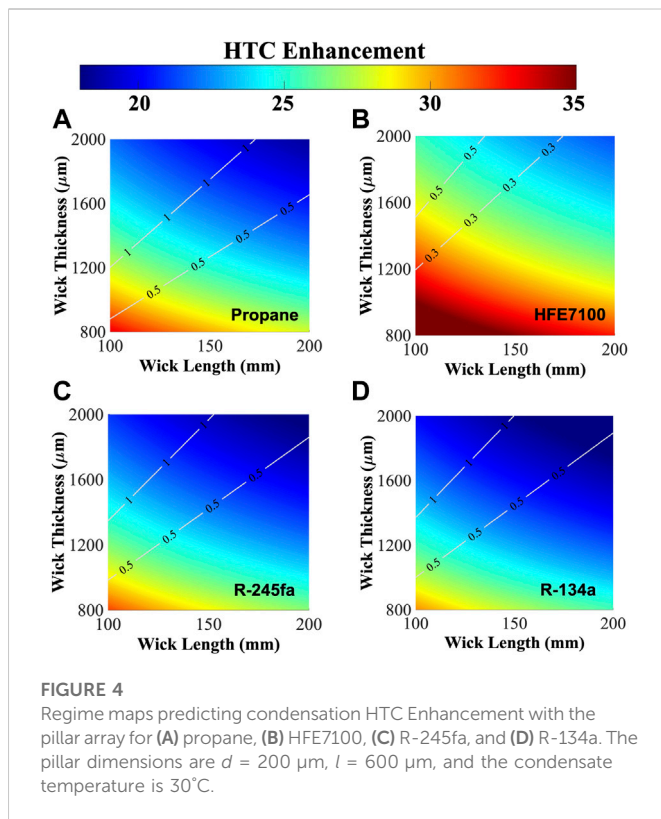 HTC Enhancement
20 25 30 35
A
2000
1600
1200
800
Wick Thickness (μm)
1 1 1
0.5 0.5 0.5
Propane
100 150 200
Wick Length (mm)
B
2000
1600
1200
800
Wick Thickness (μm)
0.5 0.5
0.3 0.3 0.3
HFE7100
100 150 200
Wick Length (mm)
C
2000
1600
1200
800
Wick Thickness (μm)
1 1
0.5 0.5 0.5
R-245fa
100 150 200
Wick Length (mm)
D
2000
1600
1200
800
Wick Thickness (μm)
1 1
0.5 0.5 0.5
R-134a
100 150 200
Wick Length (mm)
FIGURE 4
Regime maps predicting condensation HTC Enhancement with the
pillar array for (A) propane, (B) HFE7100, (C) R-245fa, and (D) R-134a. The
pillar dimensions are d = 200 μm, l = 600 μm, and the condensate
temperature is 30°C.